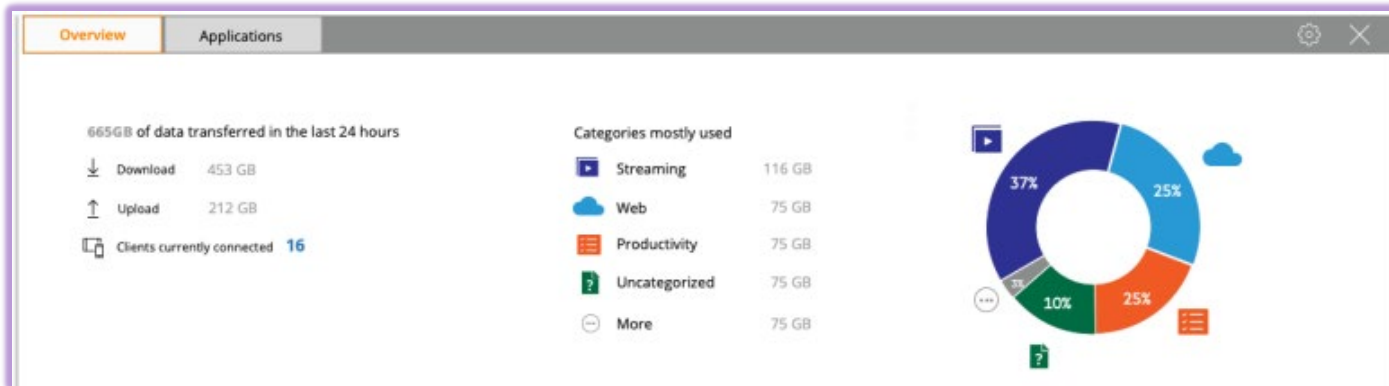 Overview
Applications
665GB of data transferred in the last 24 hours
Download 453 GB
Upload 212 GB
Clients currently connected 16
Categories mostly used
Streaming 116 GB
Web 75 GB
Productivity 75 GB
Uncategorized 75 GB
More 75 GB
37%
25%
3%
10%
25%